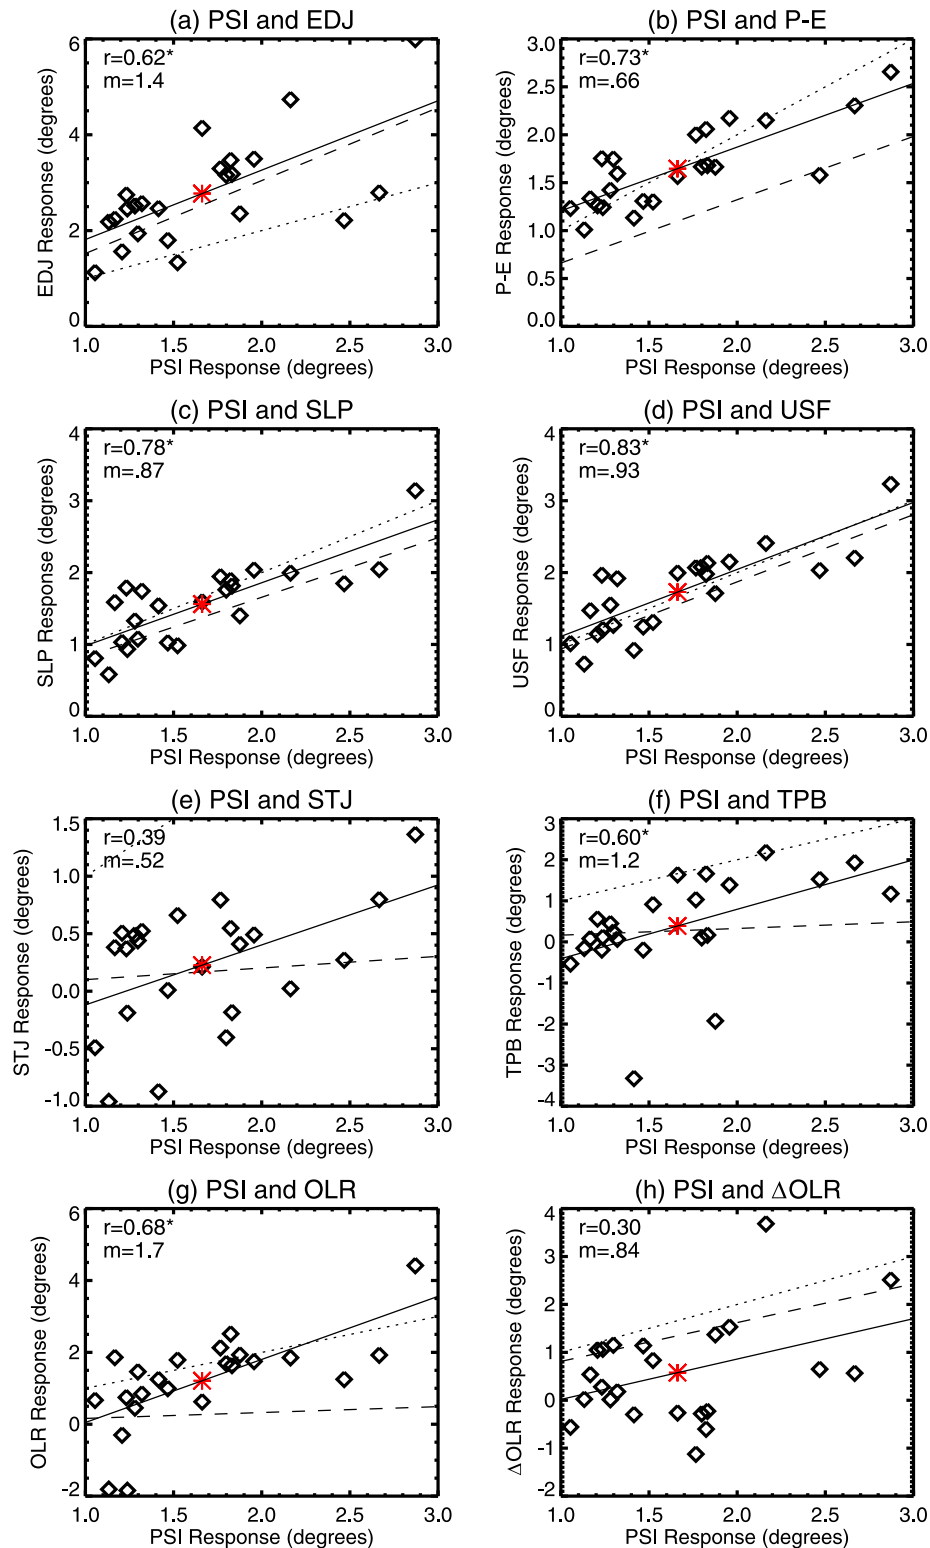 (a) PSI and EDJ
r=0.62*
m=1.4
6
4
2
0
EDJ Response (degrees)
1.0 1.5 2.0 2.5 3.0
PSI Response (degrees)
(b) PSI and P-E
r=0.73*
m=.66
3.0
2.5
2.0
1.5
1.0
0.5
0.0
P-E Response (degrees)
1.0 1.5 2.0 2.5 3.0
PSI Response (degrees)
(c) PSI and SLP
r=0.78*
m=.87
4
3
2
1
0
SLP Response (degrees)
1.0 1.5 2.0 2.5 3.0
PSI Response (degrees)
(d) PSI and USF
r=0.83*
m=.93
4
3
2
1
0
USF Response (degrees)
1.0 1.5 2.0 2.5 3.0
PSI Response (degrees)
(e) PSI and STJ
r=0.39
m=.52
1.5
1.0
0.5
0.0
-0.5
-1.0
STJ Response (degrees)
1.0 1.5 2.0 2.5 3.0
PSI Response (degrees)
(f) PSI and TPB
r=0.60*
m=1.2
3
2
1
0
-1
-2
-3
-4
TPB Response (degrees)
1.0 1.5 2.0 2.5 3.0
PSI Response (degrees)
(g) PSI and OLR
r=0.68*
m=1.7
6
4
2
0
-2
OLR Response (degrees)
1.0 1.5 2.0 2.5 3.0
PSI Response (degrees)
(h) PSI and ΔOLR
r=0.30
m=.84
4
3
2
1
0
-1
-2
ΔOLR Response (degrees)
1.0 1.5 2.0 2.5 3.0
PSI Response (degrees)